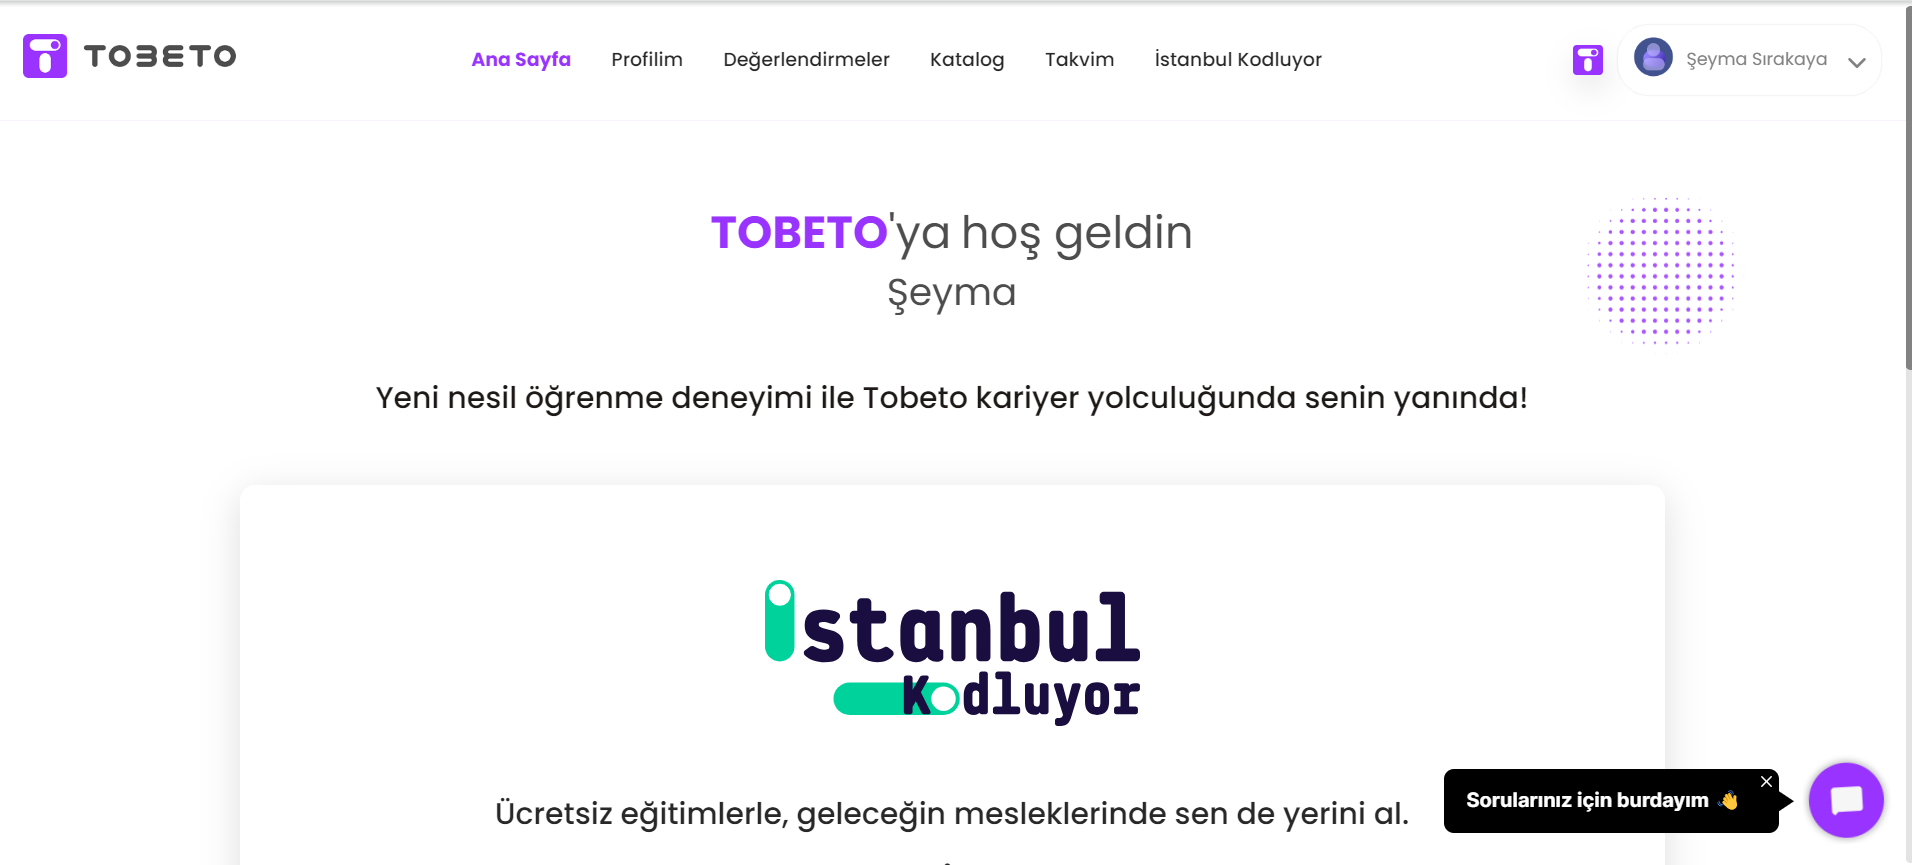 TOBETO
Ana Sayfa Profilim Değerlendirmeler Katalog Takvim İstanbul Kodluyor
Şeyma Sırakaya
TOBETO'ya hoş geldin
Şeyma
Yeni nesil öğrenme deneyimi ile Tobeto kariyer yolculuğunda senin yanında!
istanbul
Kodluyor
Ücretsiz eğitimlerle, geleceğin mesleklerinde sen de yerini al.
Sorularınız için burdayım 👋